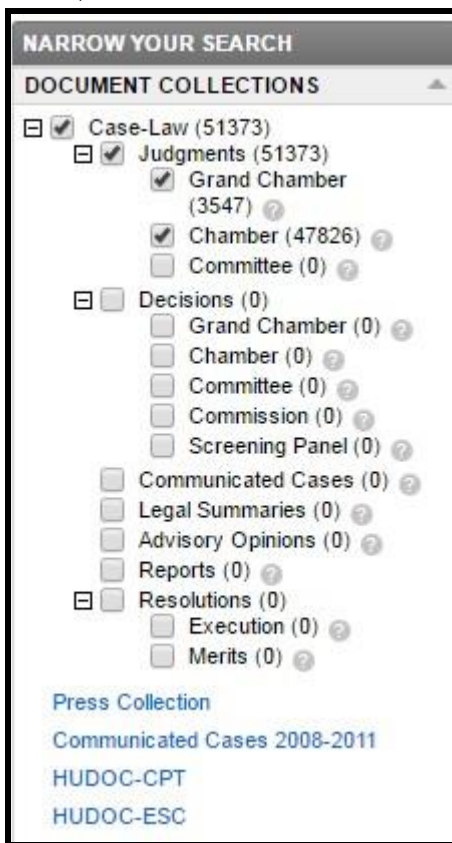 NARROW YOUR SEARCH
DOCUMENT COLLECTIONS
Case-Law (51373)
Judgments (51373)
Grand Chamber
(3547) ?
Chamber (47826) ?
Committee (0) ?
Decisions (0)
Grand Chamber (0) ?
Chamber (0) ?
Committee (0) ?
Commission (0) ?
Screening Panel (0) ?
Communicated Cases (0) ?
Legal Summaries (0) ?
Advisory Opinions (0) ?
Reports (0) ?
Resolutions (0)
Execution (0) ?
Merits (0) ?
Press Collection
Communicated Cases 2008-2011
HUDOC-CPT
HUDOC-ESC